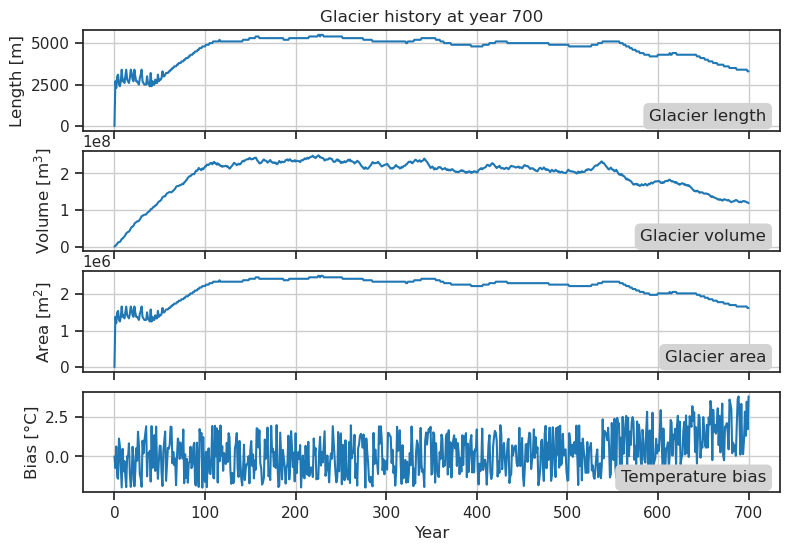 Glacier history at year 700
Length [m]
5000
2500
0
Glacier length
1e8
Volume [m³]
2
1
0
Glacier volume
1e6
Area [m²]
2
1
0
Glacier area
Bias [°C]
2.5
0.0
Temperature bias
0 100 200 300 400 500 600 700
Year